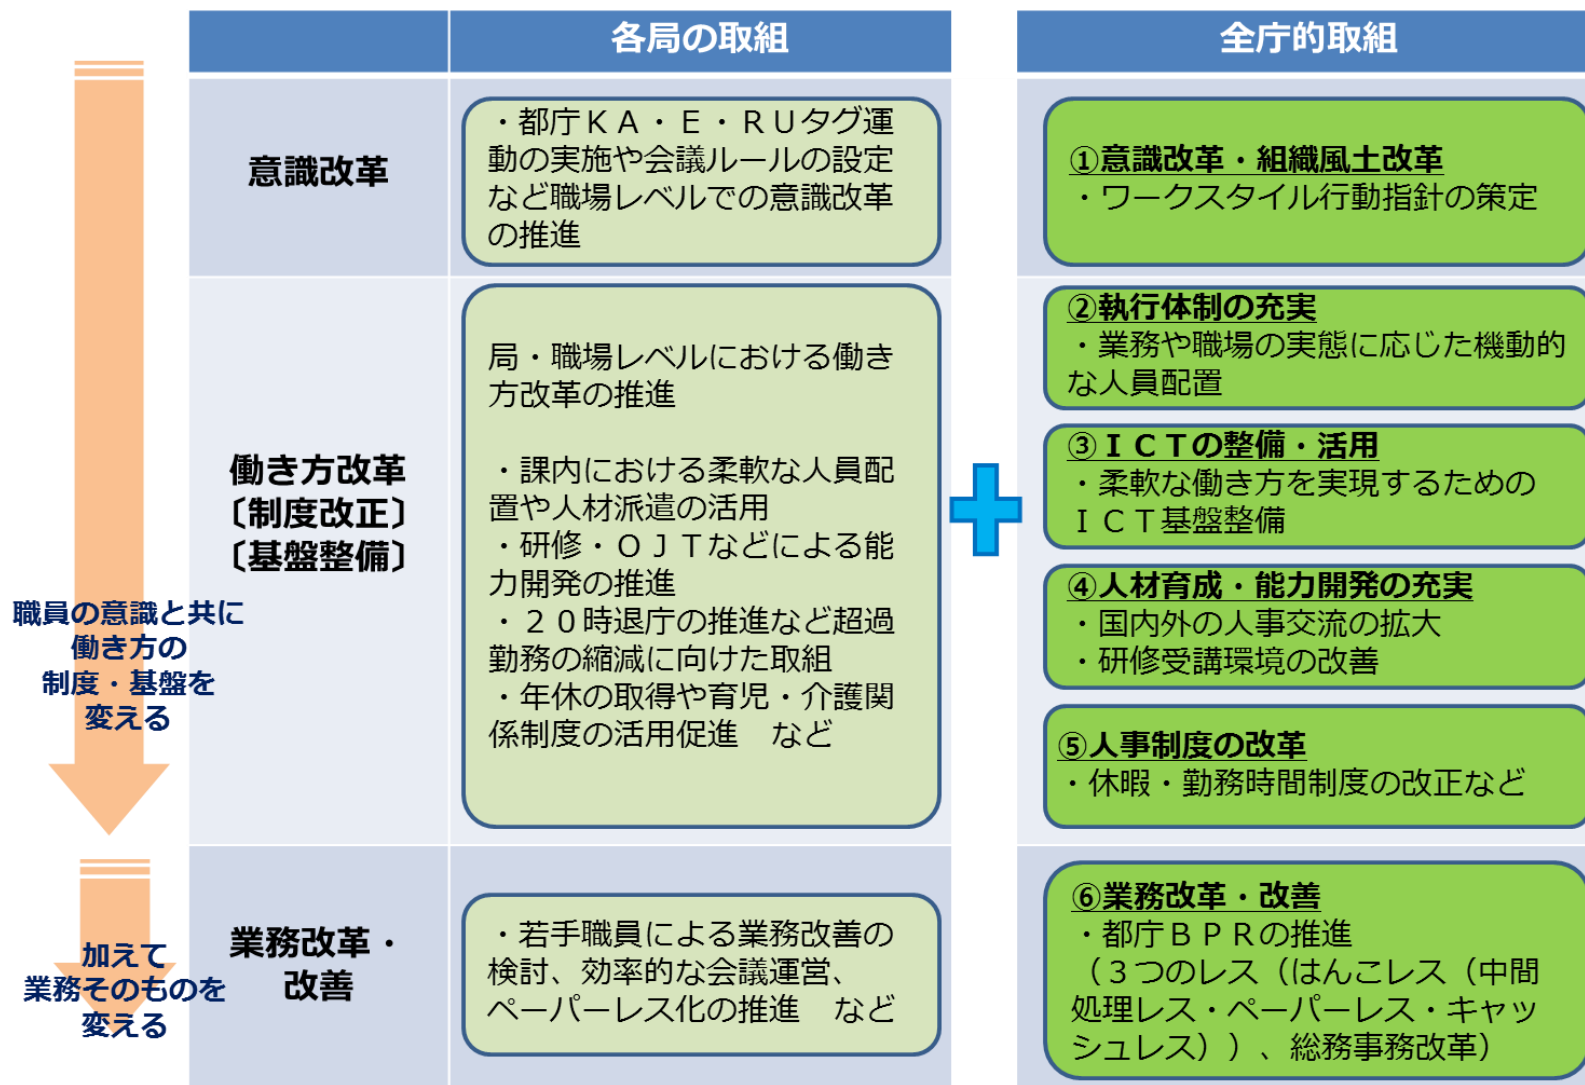 各局の取組
全庁的取組
意識改革
・都庁ＫＡ・Ｅ・ＲＵタグ運
動の実施や会議ルールの設定
など職場レベルでの意識改革
の推進
①意識改革・組織風土改革
・ワークスタイル行動指針の策定
働き方改革
〔制度改正〕
〔基盤整備〕
局・職場レベルにおける働き
方改革の推進
・課内における柔軟な人員配
置や人材派遣の活用
・研修・ＯＪＴなどによる能
力開発の推進
・２０時退庁の推進など超過
勤務の縮減に向けた取組
・年休の取得や育児・介護関
係制度の活用促進　など
②執行体制の充実
・業務や職場の実態に応じた機動的
な人員配置
③ＩＣＴの整備・活用
・柔軟な働き方を実現するための
ＩＣＴ基盤整備
④人材育成・能力開発の充実
・国内外の人事交流の拡大
・研修受講環境の改善
⑤人事制度の改革
・休暇・勤務時間制度の改正など
職員の意識と共に
働き方の
制度・基盤を
変える
業務改革・
改善
・若手職員による業務改善の
検討、効率的な会議運営、
ペーパーレス化の推進　など
⑥業務改革・改善
・都庁ＢＰＲの推進
（３つのレス（はんこレス（中間
処理レス・ペーパーレス・キャッ
シュレス））、総務事務改革）
加えて
業務そのものを
変える